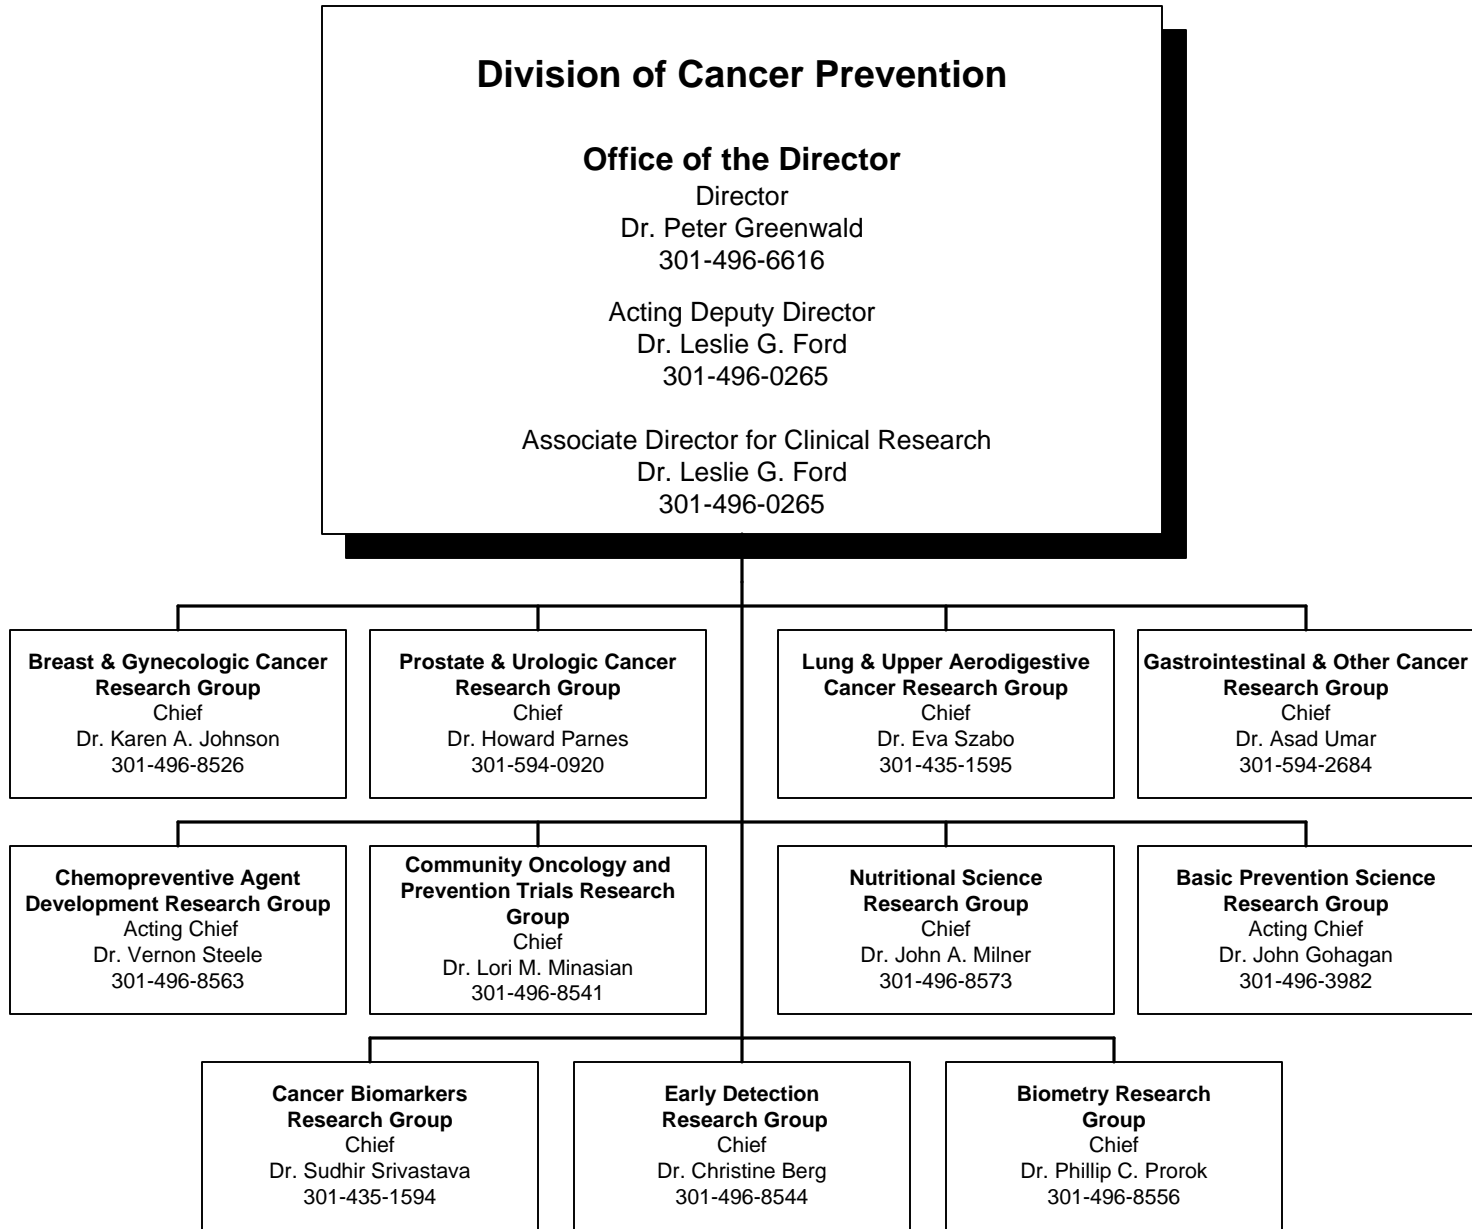 Division of Cancer Prevention
Office of the Director
Director
Dr. Peter Greenwald
301-496-6616
Acting Deputy Director
Dr. Leslie G. Ford
301-496-0265
Associate Director for Clinical Research
Dr. Leslie G. Ford
301-496-0265
Breast & Gynecologic Cancer
Research Group
Chief
Dr. Karen A. Johnson
301-496-8526
Prostate & Urologic Cancer
Research Group
Chief
Dr. Howard Parnes
301-594-0920
Lung & Upper Aerodigestive
Cancer Research Group
Chief
Dr. Eva Szabo
301-435-1595
Gastrointestinal & Other Cancer
Research Group
Chief
Dr. Asad Umar
301-594-2684
Chemopreventive Agent
Development Research Group
Acting Chief
Dr. Vernon Steele
301-496-8563
Community Oncology and
Prevention Trials Research
Group
Chief
Dr. Lori M. Minasian
301-496-8541
Nutritional Science
Research Group
Chief
Dr. John A. Milner
301-496-8573
Basic Prevention Science
Research Group
Acting Chief
Dr. John Gohagan
301-496-3982
Cancer Biomarkers
Research Group
Chief
Dr. Sudhir Srivastava
301-435-1594
Early Detection
Research Group
Chief
Dr. Christine Berg
301-496-8544
Biometry Research
Group
Chief
Dr. Phillip C. Prorok
301-496-8556